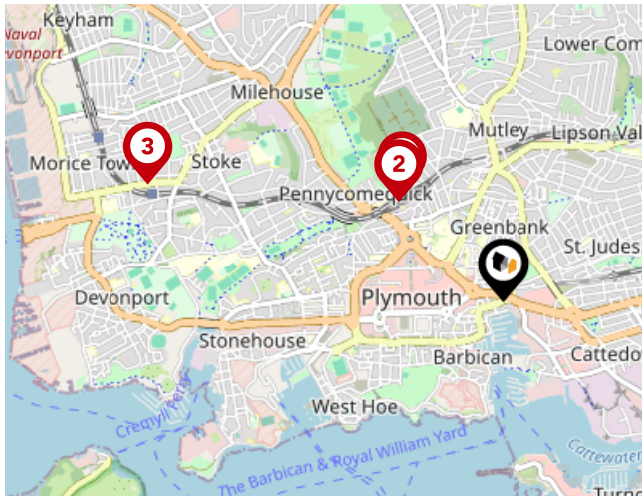 Keyham
Naval
evonport
Lower Com
Milehouse
Mutley
Lipson Val
3
Morice Tow
Stoke
2
Pennycomequick
Greenbank
St. Judes
Devonport
Plymouth
Stonehouse
Barbican
Cattedo
West Hoe
Cremyll Ferry
The Barbican & Royal William Yard
Cattewater
Turn